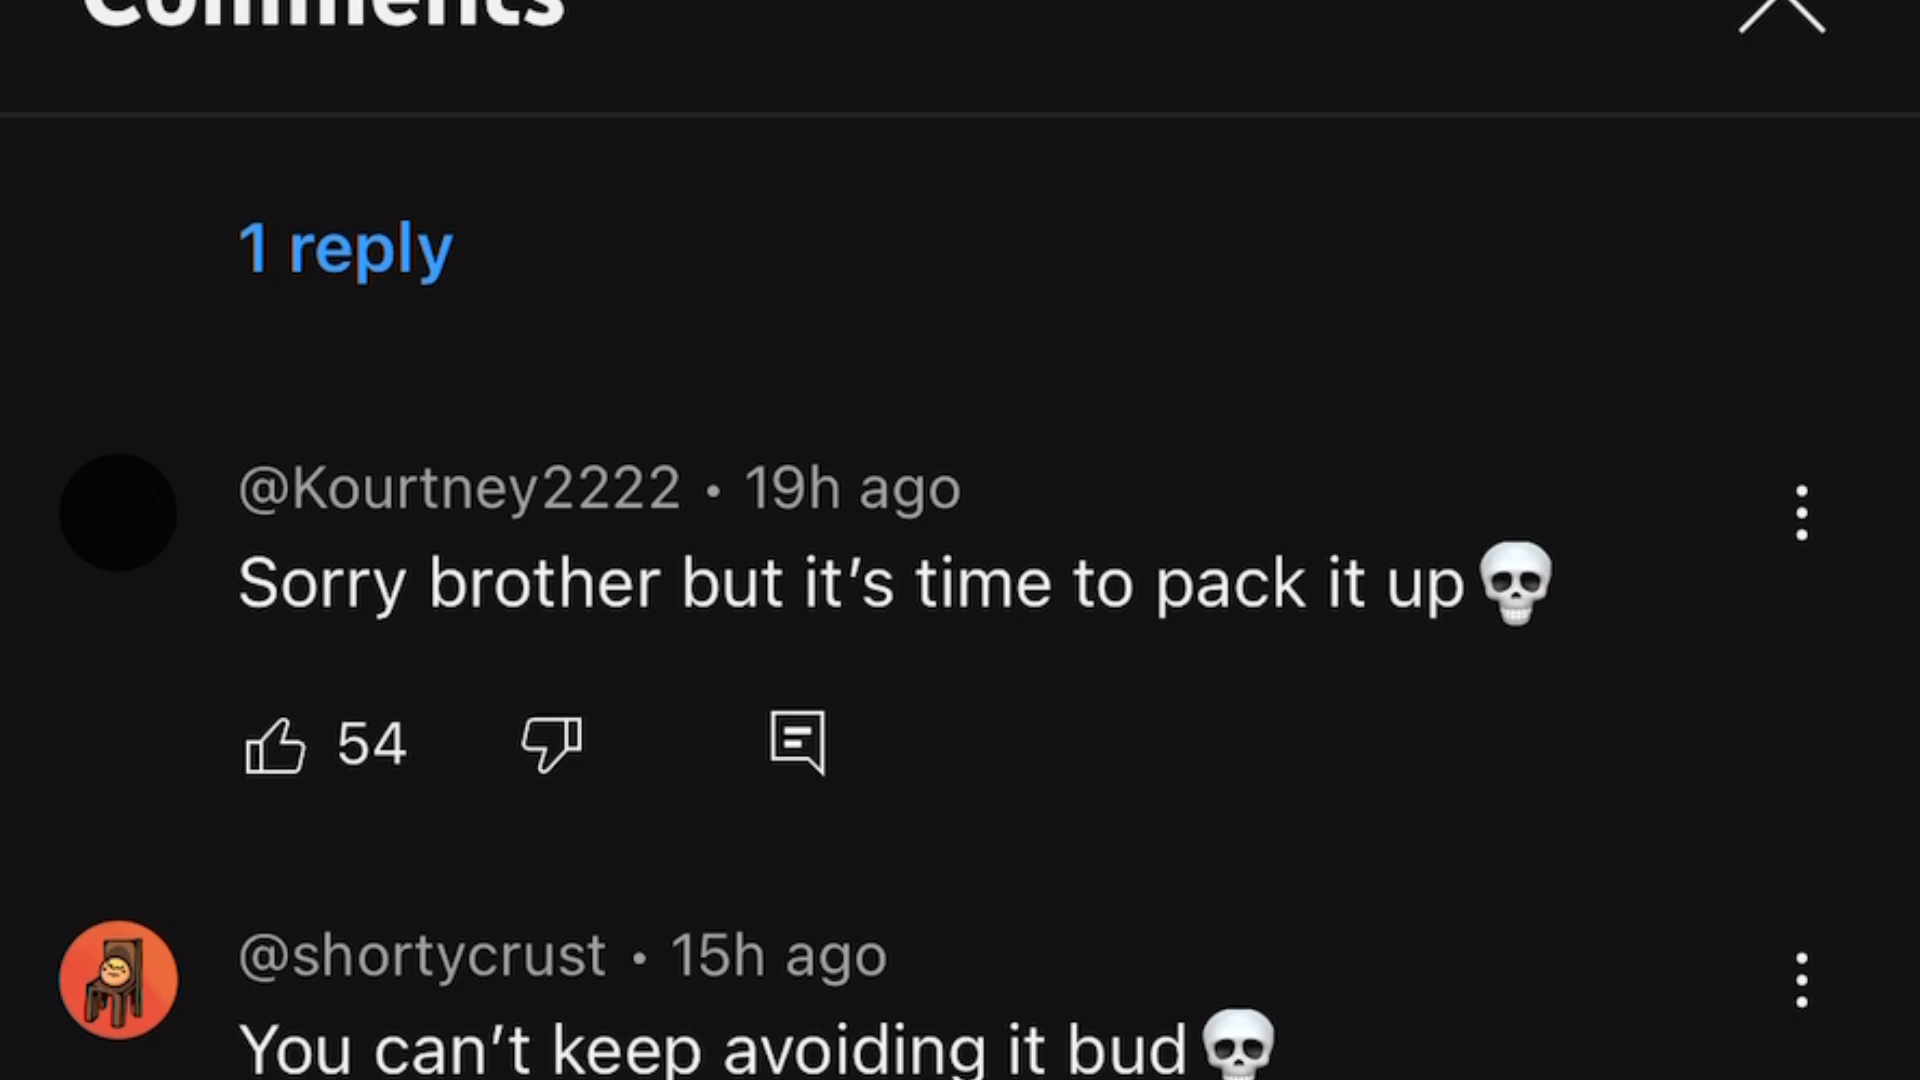 Comments
1 reply
@Kourtney2222 • 19h ago
Sorry brother but it’s time to pack it up💀
54
@shortycrust • 15h ago
You can’t keep avoiding it bud💀